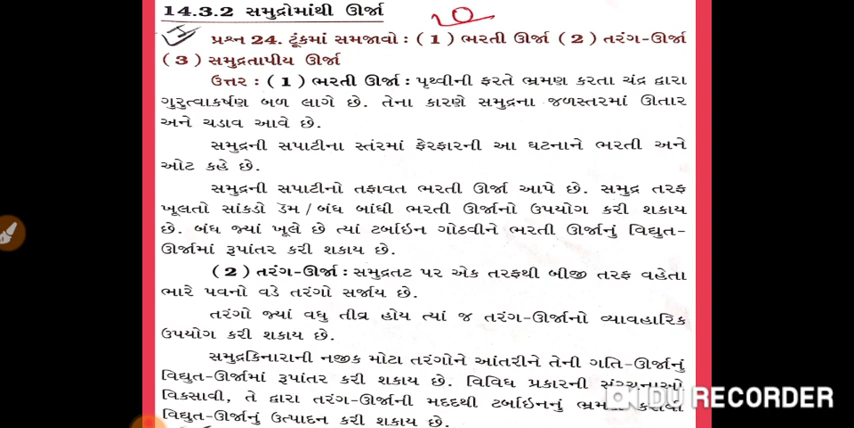 14.3.2 સમુદ્રોમાંથી ઊર્જા
પ્રશ્ન 24. ટૂંકમાં સમજાવો : (1) ભરતી ઊર્જા (2) તરંગ-ઊર્જા
(3) સમુદ્રતાપીય ઊર્જા
ઉત્તર : (1) ભરતી ઊર્જા : પૃથ્વીની ફરતે ભ્રમણ કરતા ચંદ્ર દ્વારા
ગુરુત્વાકર્ષણ બળ લાગે છે. તેના કારણે સમુદ્રના જળસ્તરમાં ઊતાર
અને ચડાવ આવે છે.
સમુદ્રની સપાટીના સ્તંરમાં ફેરફારની આ ઘટનાને ભરતી અને
ઓટ કહે છે.
સમુદ્રની સપાટીનો તફાવત ભરતી ઊર્જા આપે છે. સમુદ્ર તરફ
ખૂલતો સાંકડો ડૅમ / બંધ બાંધી ભરતી ઊર્જાનો ઉપયોગ કરી શકાય
છે. બંધ જ્યાં ખૂલે છે ત્યાં ટર્બાઇન ગોઠવીને ભરતી ઊર્જાનું વિદ્યુત-
ઊર્જામાં રૂપાંતર કરી શકાય છે.
(2) તરંગ-ઊર્જા : સમુદ્રતટ પર એક તરફથી બીજી તરફ વહેતા
ભારે પવનો વડે તરંગો સર્જાય છે.
તરંગો જ્યાં વધુ તીવ્ર હોય ત્યાં જ તરંગ-ઊર્જાનો વ્યાવહારિક
ઉપયોગ કરી શકાય છે.
સમુદ્રકિનારાની નજીક મોટા તરંગોને આંતરીને તેની ગતિ-ઊર્જાનું
વિદ્યુત-ઊર્જામાં રૂપાંતર કરી શકાય છે. વિવિધ પ્રકારની સંરચનાઓ
વિકસાવી, તે દ્વારા તરંગ-ઊર્જાની મદદથી ટર્બાઇનનું
વિદ્યુત-ઊર્જાનું ઉત્પાદન કરી શકાય છે.
DU RECORDER